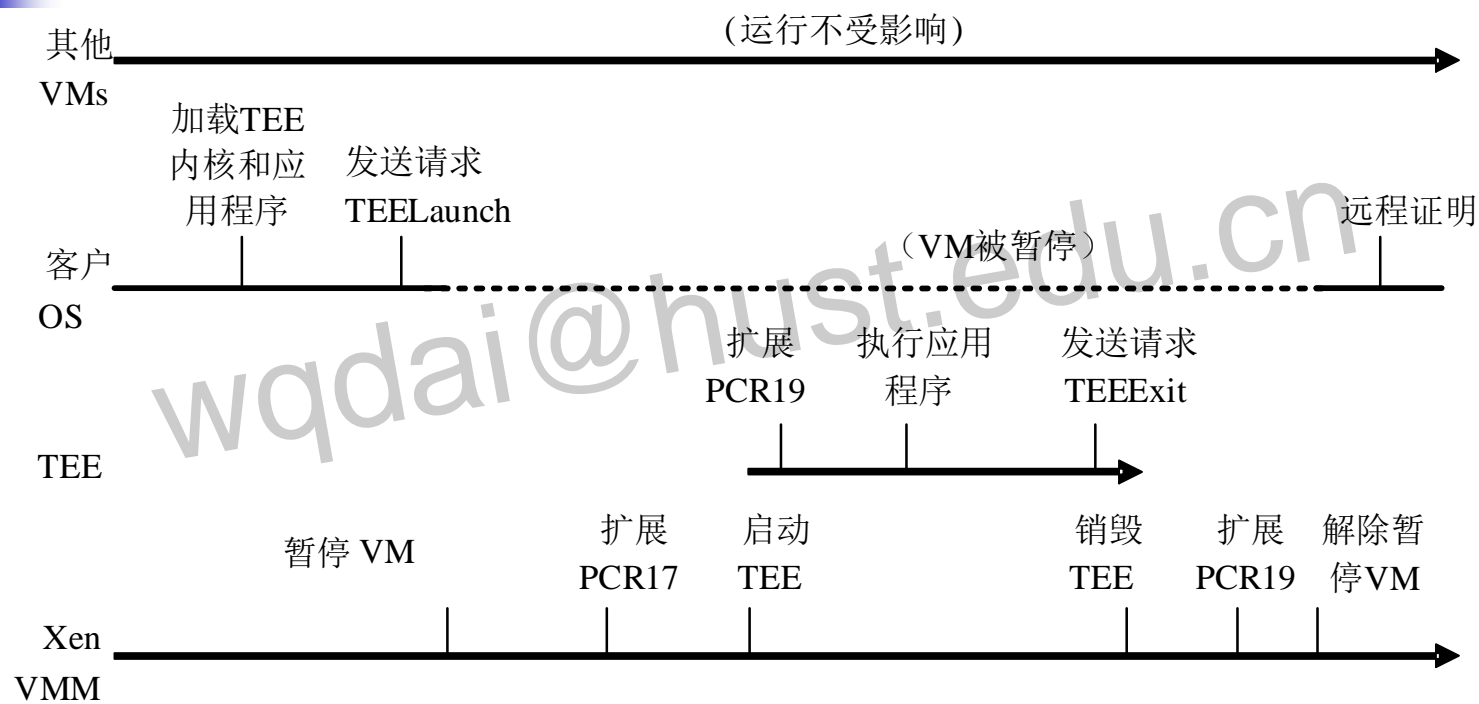 (运行不受影响)
其他
VMs
加载TEE
内核和应
用程序
发送请求
TEELaunch
(VM被暂停)
远程证明
客户
OS
扩展
PCR19
执行应用
程序
发送请求
TEEExit
TEE
暂停 VM
扩展
PCR17
启动
TEE
销毁
TEE
扩展
PCR19
解除暂
停VM
Xen
VMM
wqdai@hust.edu.cn